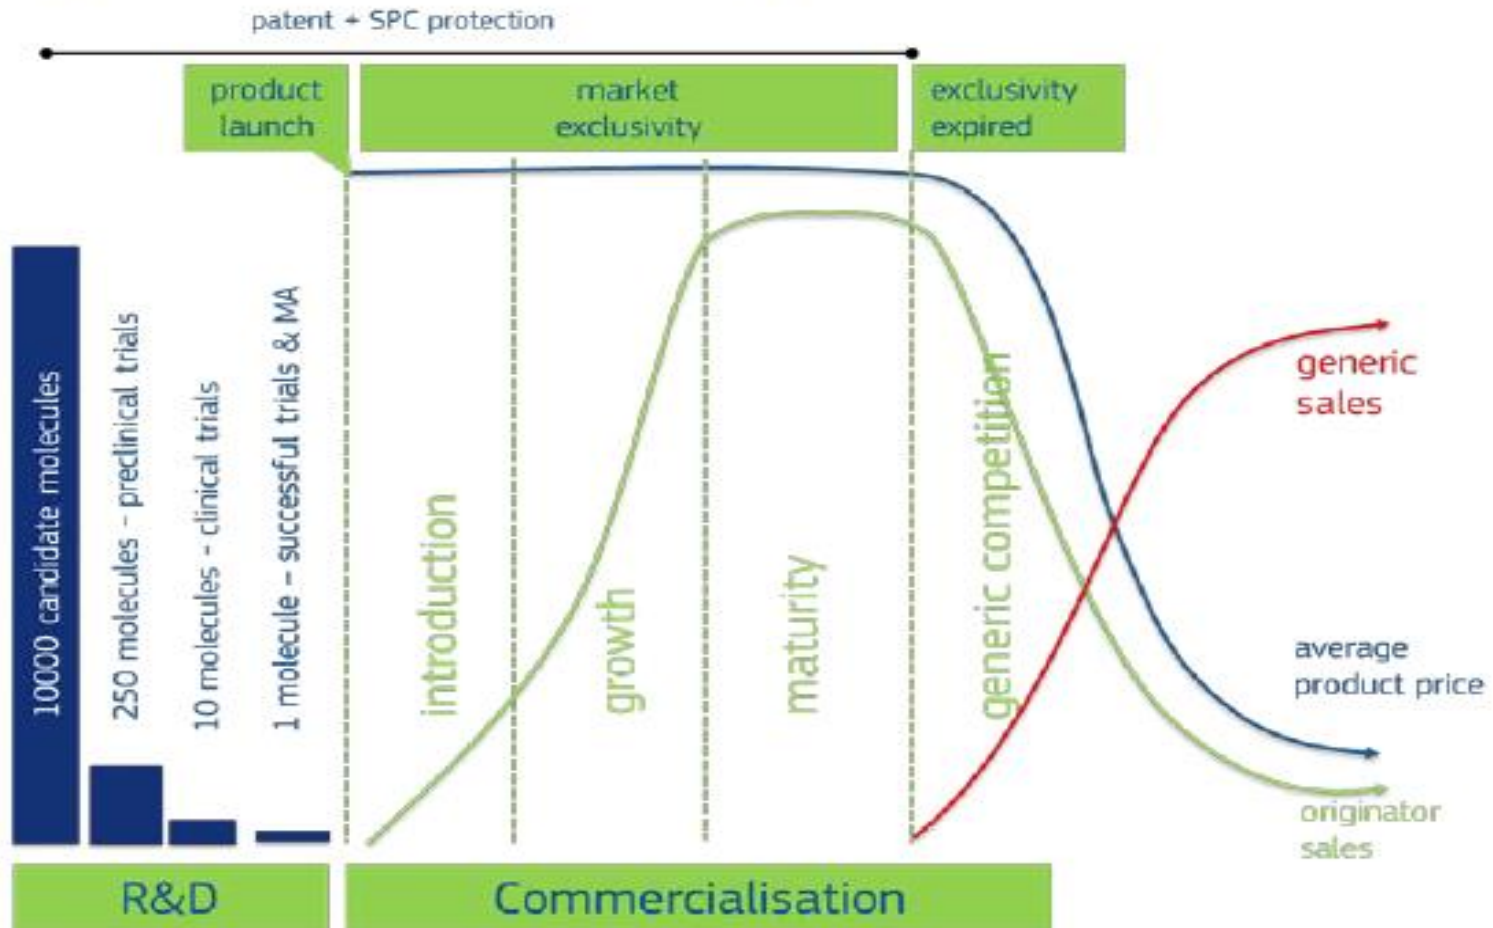 patent + SPC protection
product
launch
market
exclusivity
exclusivity
expired
10000 candidate molecules
250 molecules - preclinical trials
10 molecules - clinical trials
1 molecule – successful trials & MA
introduction
growth
maturity
generic competition
generic
sales
average
product price
originator
sales
R&D
Commercialisation